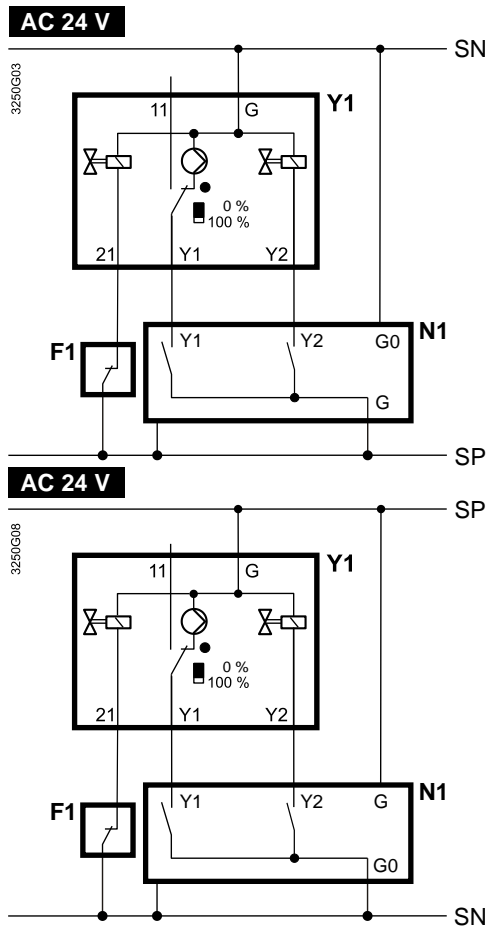 AC 24 V
SN
3250G03
Y1
11 G
0 %
100 %
21 Y1 Y2
F1
N1
Y1 Y2 G0
G
SP
AC 24 V
SP
3250G08
Y1
11 G
0 %
100 %
21 Y1 Y2
F1
N1
Y1 Y2 G
G0
SN